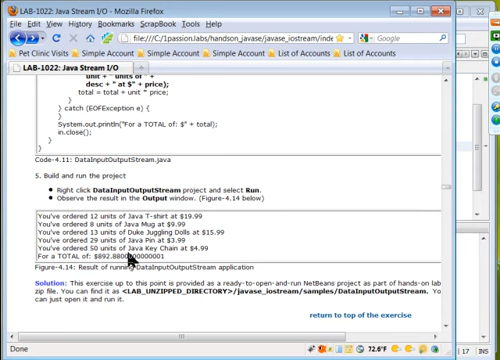 LAB-1022: Java Stream I/O - Mozilla Firefox
File Edit View History Bookmarks ScrapBook Tools Help
file:///C:/1passion.labs/handson_java/javase_iostream/inde
Pet Clinic Visits Simple Account Simple Account List of Accounts List of Accounts
LAB-1022: Java Stream I/O
unit + " units of " +
desc + " at $" + price);
total = total + unit * price;
}
} catch (EOFException e) {
}
System.out.println("For a TOTAL of: $" + total);
in.close();
}
}
Code-4.11: DataInputOutputStream.java
5. Build and run the project
Right click DataInputOutputStream project and select Run.
Observe the result in the Output window. (Figure-4.14 below)
You've ordered 12 units of Java T-shirt at $19.99
You've ordered 8 units of Java Mug at $9.99
You've ordered 13 units of Duke Juggling Dolls at $15.99
You've ordered 29 units of Java Pin at $3.99
You've ordered 50 units of Java Key Chain at $4.99
For a TOTAL of: $892.8800000000001
Figure-4.14: Result of running DataInputOutputStream application
Solution: This exercise up to this point is provided as a ready-to-open-and-run NetBeans project as part of hands-on lab
zip file. You can find it as <LAB_UNZIPPED_DIRECTORY>/javase_iostream/samples/DataInputOutputStream. You
can just open it and run it.
return to top of the exercise
Done
72.6°F
17 INS